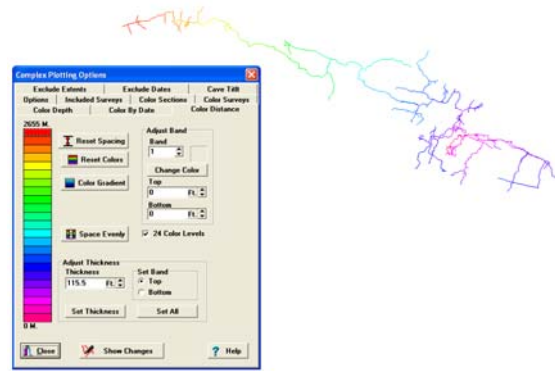 Complex Plotting Options
Exclude Extents Exclude Dates Cave Tilt
Options Included Surveys Color Sections Color Surveys
Color Depth Color By Date Color Distance
2655 M.
Reset Spacing
Reset Colors
Color Gradient
Space Evenly
Adjust Band
Band
1
Change Color
Top
0 Ft.
Bottom
0 Ft.
24 Color Levels
Adjust Thickness
Thickness
115.5 Ft.
Set Band
Top
Bottom
Set Thickness Set All
0 M.
Close Show Changes ? Help